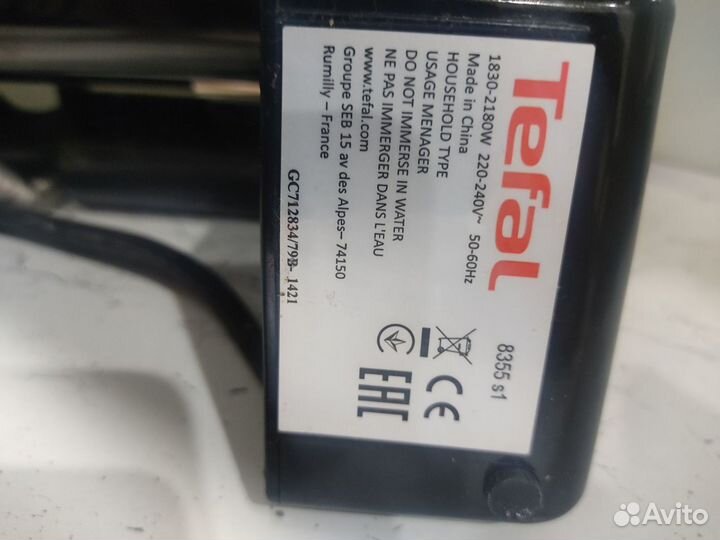 Tefal
8355 s1
1830-2180W 220-240V~ 50-60Hz
Made in China
HOUSEHOLD TYPE
USAGE MENAGER
DO NOT IMMERSE IN WATER
NE PAS IMMERGER DANS L'EAU
www.tefal.com
Groupe SEB 15 av des Alpes– 74150
Rumilly – France
GC712834/79B- 1421
CE
EAC
Avito